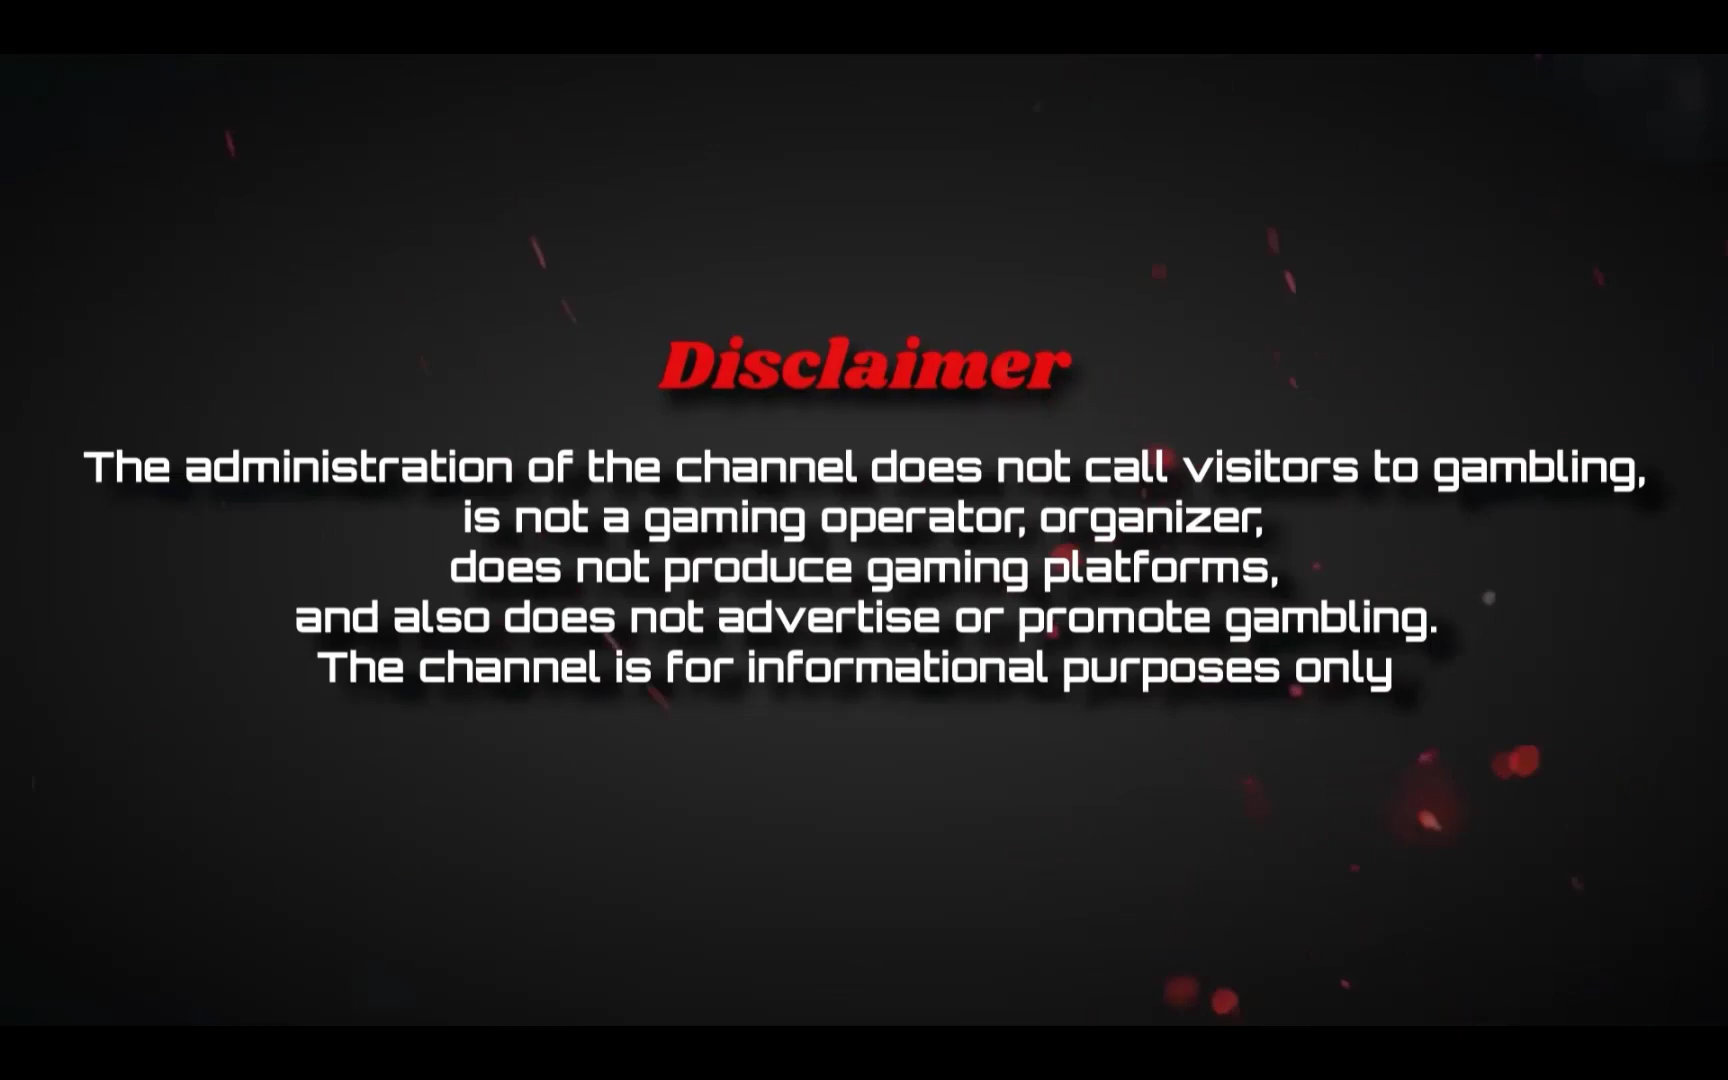 Disclaimer
The administration of the channel does not call visitors to gambling,
is not a gaming operator, organizer,
does not produce gaming platforms,
and also does not advertise or promote gambling.
The channel is for informational purposes only